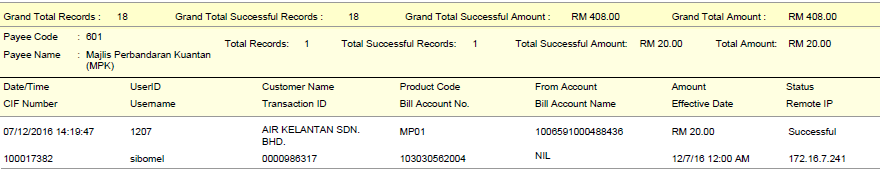 Grand Total Records : 18 Grand Total Successful Records : 18 Grand Total Successful Amount : RM 408.00 Grand Total Amount : RM 408.00
Payee Code : 601
Total Records: 1 Total Successful Records: 1 Total Successful Amount: RM 20.00 Total Amount: RM 20.00
Payee Name : Majlis Perbandaran Kuantan
(MPK)
Date/Time UserID Customer Name Product Code From Account Amount Status
CIF Number Username Transaction ID Bill Account No. Bill Account Name Effective Date Remote IP
07/12/2016 14:19:47 1207 AIR KELANTAN SDN. MP01 1006591000488436 RM 20.00 Successful
BHD.
100017382 sibomel 0000986317 103030562004 NIL 12/7/16 12:00 AM 172.16.7.241